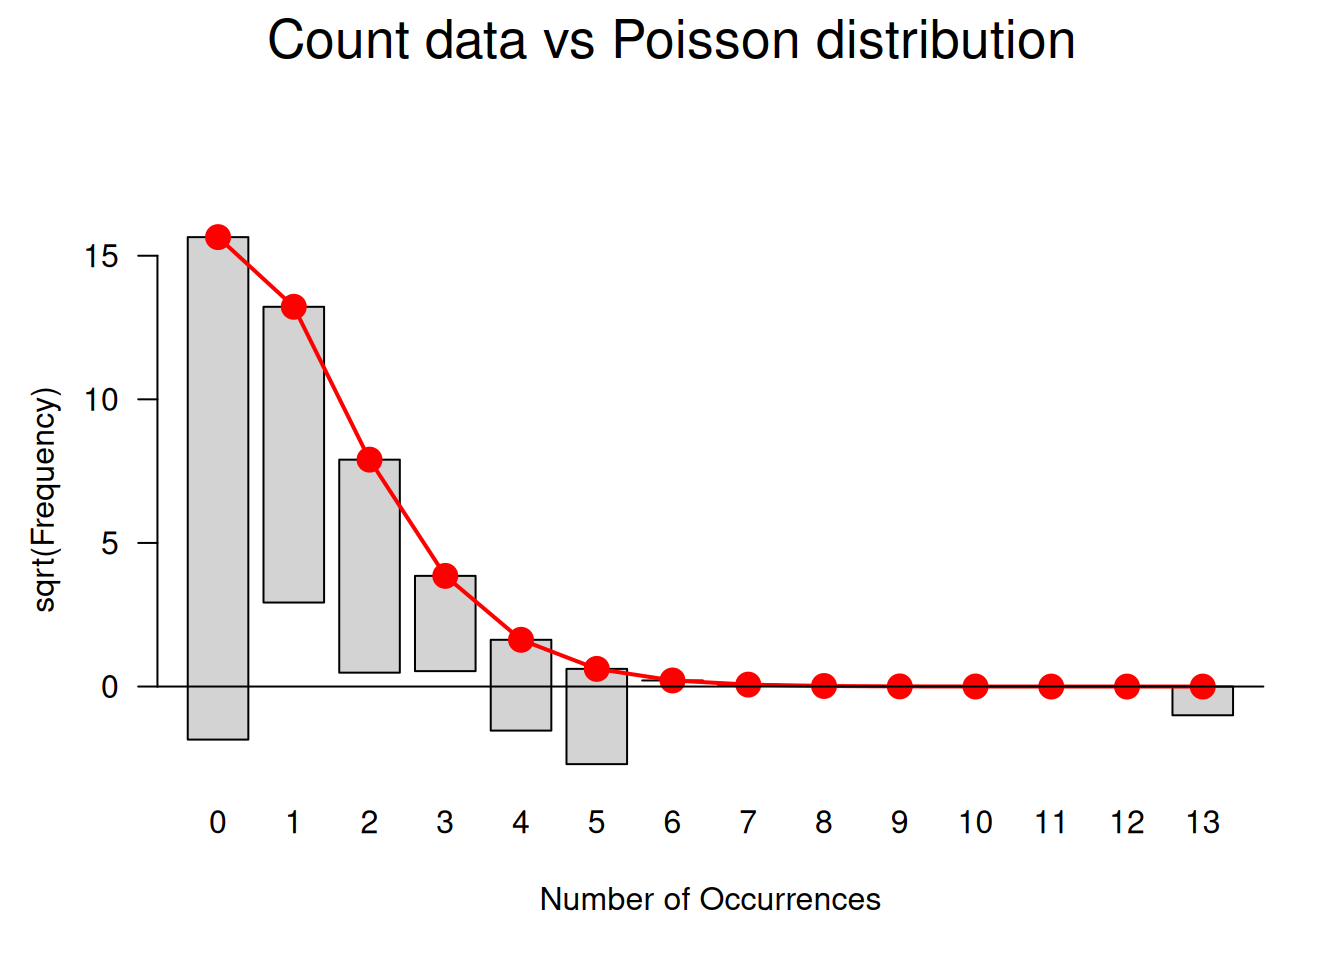 Count data vs Poisson distribution
sqrt(Frequency)
15
10
5
0
0 1 2 3 4 5 6 7 8 9 10 11 12 13
Number of Occurrences